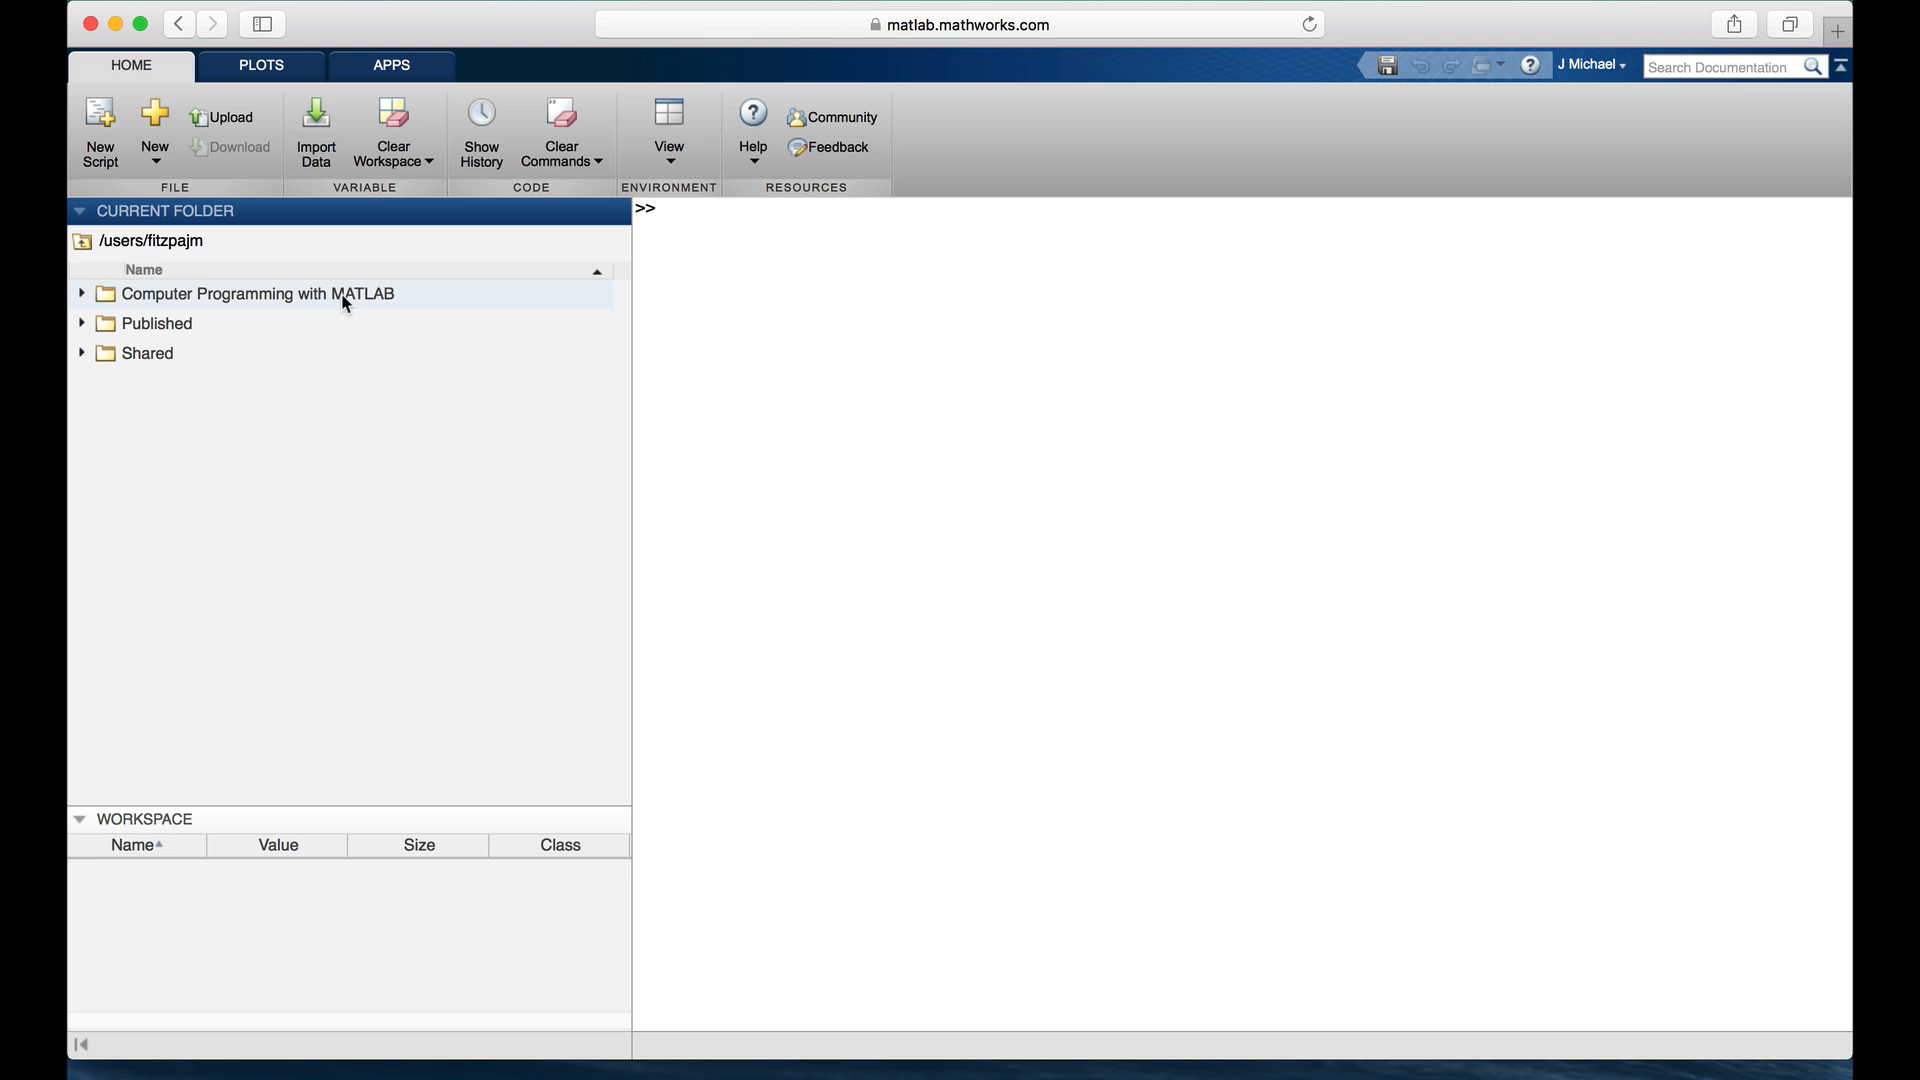 matlab.mathworks.com
HOME
PLOTS
APPS
J Michael
Search Documentation
New Script
New
Upload
Download
Import Data
Clear Workspace
Show History
Clear Commands
View
Help
Community
Feedback
FILE
VARIABLE
CODE
ENVIRONMENT
RESOURCES
CURRENT FOLDER
>>
/users/fitzpajm
Name
Computer Programming with MATLAB
Published
Shared
WORKSPACE
Name
Value
Size
Class